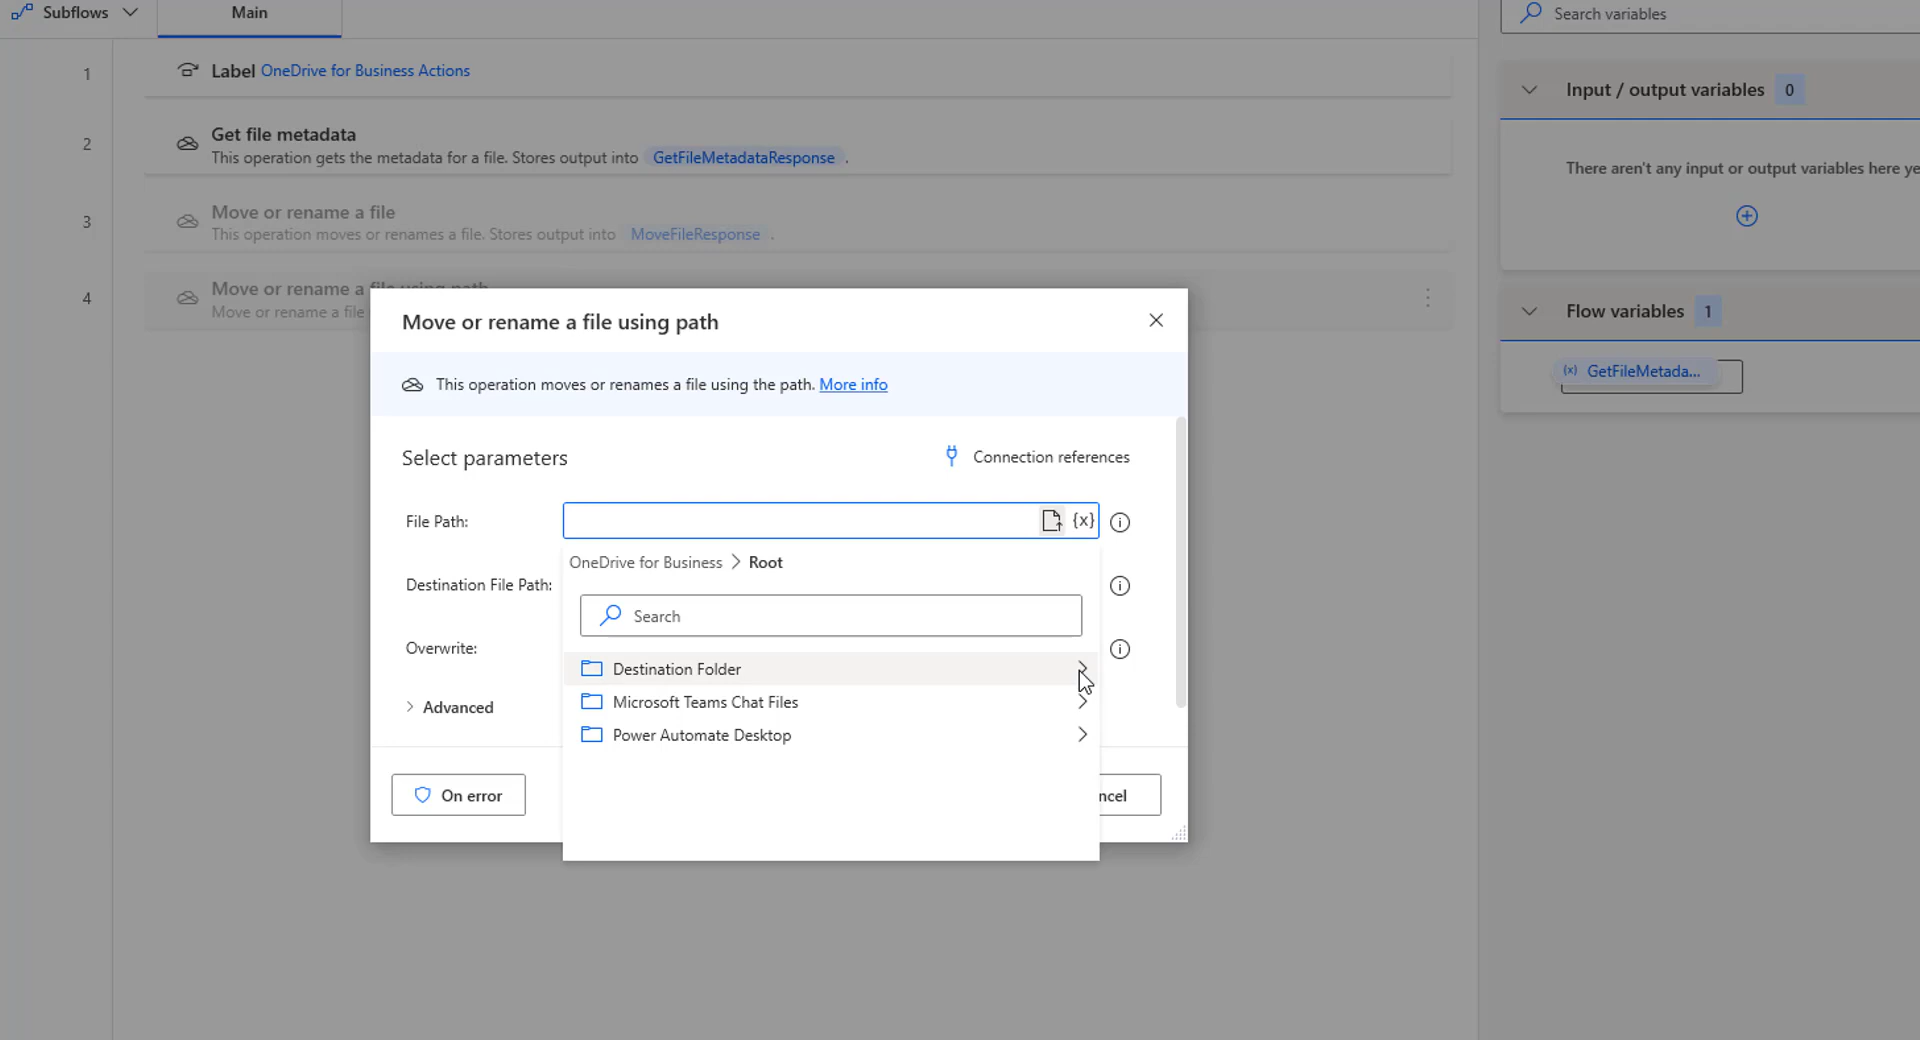 Subflows
Main
Search variables
1
Label OneDrive for Business Actions
Input / output variables 0
2
Get file metadata
This operation gets the metadata for a file. Stores output into GetFileMetadataResponse .
There aren't any input or output variables here ye
3
Move or rename a file
This operation moves or renames a file. Stores output into MoveFileResponse .
4
Move or rename a file using path
Move or rename a file
Flow variables 1
(x) GetFileMetada...
Move or rename a file using path
This operation moves or renames a file using the path. More info
Select parameters
Connection references
File Path:
{x}
OneDrive for Business > Root
Destination File Path:
Search
Overwrite:
Destination Folder
Microsoft Teams Chat Files
Advanced
Power Automate Desktop
On error
ncel